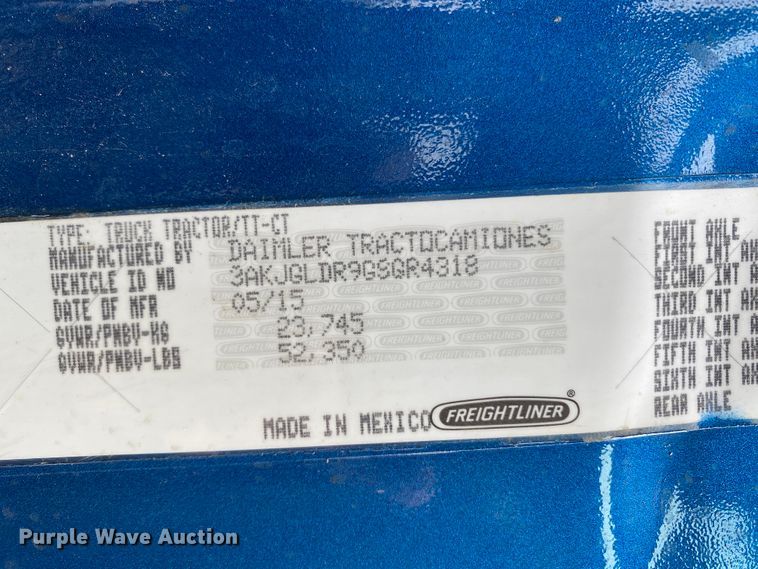 TYPE: TRUCK TRACTOR/TT-CT
MANUFACTURED BY DAIMLER TRACTOCAMIONES
VEHICLE ID NO 3AKJGLDR9GSGR4318
DATE OF MFR 05/15
GVWR/PNBV-KG 23,745
GVWR/PNBV-LBS 52,350
MADE IN MEXICO FREIGHTLINER®
FRONT AXLE
FIRST INT AX
SECOND INT AX
THIRD INT AX
FOURTH INT AX
FIFTH INT AX
SIXTH INT AX
REAR AXLE
Purple Wave Auction